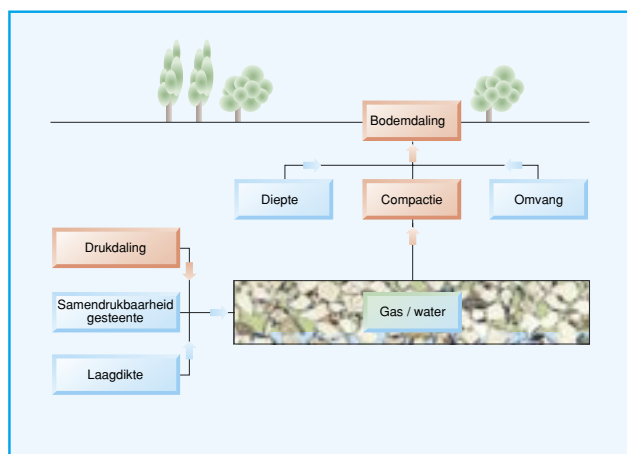 Bodemdaling
Diepte
Compactie
Omvang
Drukdaling
Samendrukbaarheid
gesteente
Gas / water
Laagdikte